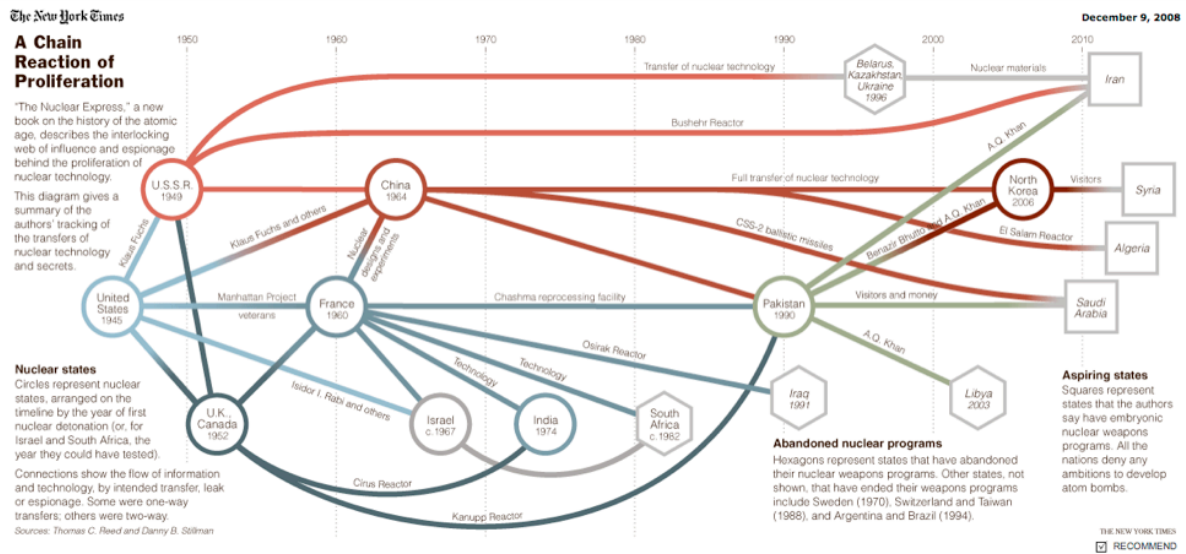 The New York Times
December 9, 2008
A Chain
Reaction of
Proliferation
"The Nuclear Express," a new
book on the history of the atomic
age, describes the interlocking
web of influence and espionage
behind the proliferation of
nuclear technology.
This diagram gives a
summary of the
authors' tracking of
the transfers of
nuclear technology
and secrets.
1950
1960
1970
1980
1990
2000
2010
Transfer of nuclear technology
Belarus,
Kazakhstan,
Ukraine
1996
Nuclear materials
Iran
Bushehr Reactor
A.Q. Khan
U.S.S.R.
1949
China
1964
Full transfer of nuclear technology
North
Korea
2006
Visitors
Syria
Klaus Fuchs
Klaus Fuchs and others
Nuclear
designs and
experiments
CSS-2 ballistic missiles
Benazir Bhutto and A.Q. Khan
El Salam Reactor
Algeria
United
States
1945
Manhattan Project
veterans
France
1960
Chashma reprocessing facility
Pakistan
1990
Visitors and money
Saudi
Arabia
Osirak Reactor
A.Q. Khan
Technology
Technology
Isidor I. Rabi and others
U.K.,
Canada
1952
Israel
c.1967
India
1974
South
Africa
c.1982
Iraq
1991
Libya
2003
Cirus Reactor
Kanupp Reactor
Nuclear states
Circles represent nuclear
states, arranged on the
timeline by the year of first
nuclear detonation (or, for
Israel and South Africa, the
year they could have tested).
Connections show the flow of information
and technology, by intended transfer, leak
or espionage. Some were one-way
transfers; others were two-way.
Sources: Thomas C. Reed and Danny B. Stillman
Abandoned nuclear programs
Hexagons represent states that have abandoned
their nuclear weapons programs. Other states, not
shown, that have ended their weapons programs
include Sweden (1970), Switzerland and Taiwan
(1988), and Argentina and Brazil (1994).
Aspiring states
Squares represent
states that the authors
say have embryonic
nuclear weapons
programs. All the
nations deny any
ambitions to develop
atom bombs.
THE NEW YORK TIMES
RECOMMEND